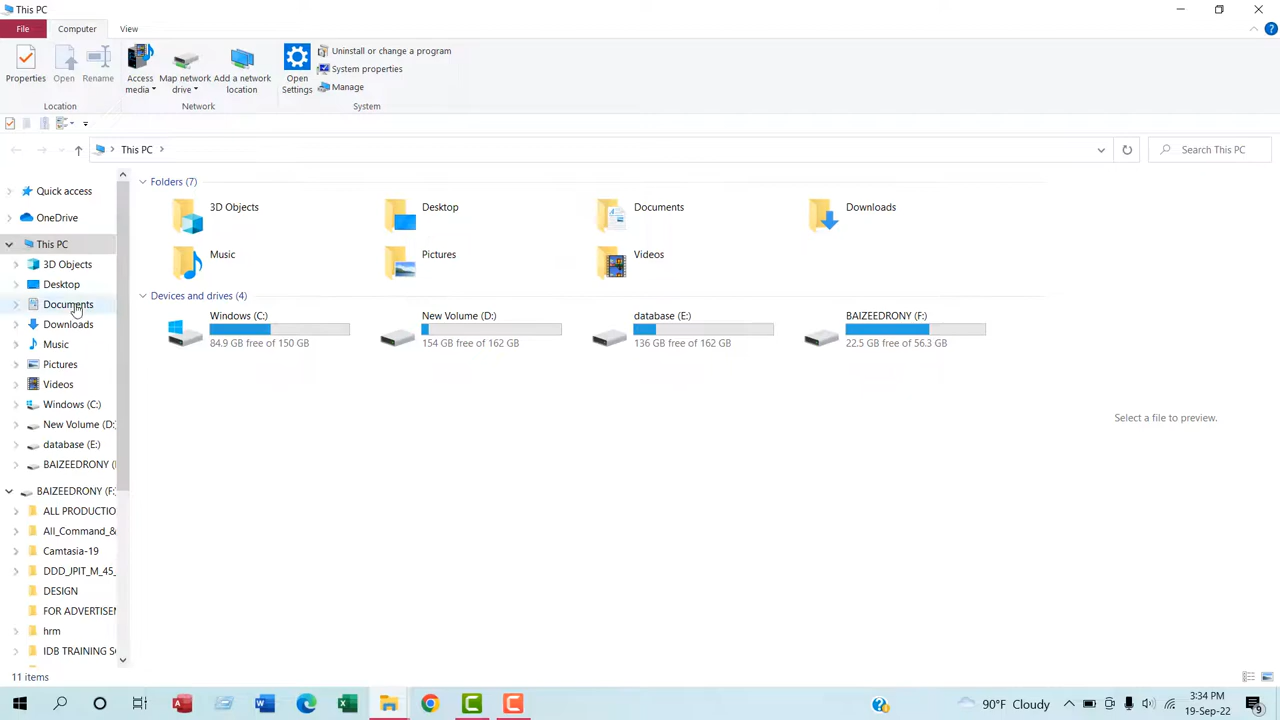 This PC
File
Computer
View
Properties
Open
Rename
Access media
Map network drive
Add a network location
Open Settings
Uninstall or change a program
System properties
Manage
Location
Network
System
This PC
Search This PC
Quick access
OneDrive
This PC
3D Objects
Desktop
Documents
Downloads
Music
Pictures
Videos
Windows (C:)
New Volume (D:)
database (E:)
BAIZEEDRONY (
BAIZEEDRONY (F:
ALL PRODUCTIO
All_Command_&
Camtasia-19
DDD_JPIT_M_45_
DESIGN
FOR ADVERTISEM
hrm
IDB TRAINING SO
Folders (7)
3D Objects
Desktop
Documents
Downloads
Music
Pictures
Videos
Devices and drives (4)
Windows (C:)
84.9 GB free of 150 GB
New Volume (D:)
154 GB free of 162 GB
database (E:)
136 GB free of 162 GB
BAIZEEDRONY (F:)
22.5 GB free of 56.3 GB
Select a file to preview.
11 items
90°F Cloudy
3:34 PM
19-Sep-22
9